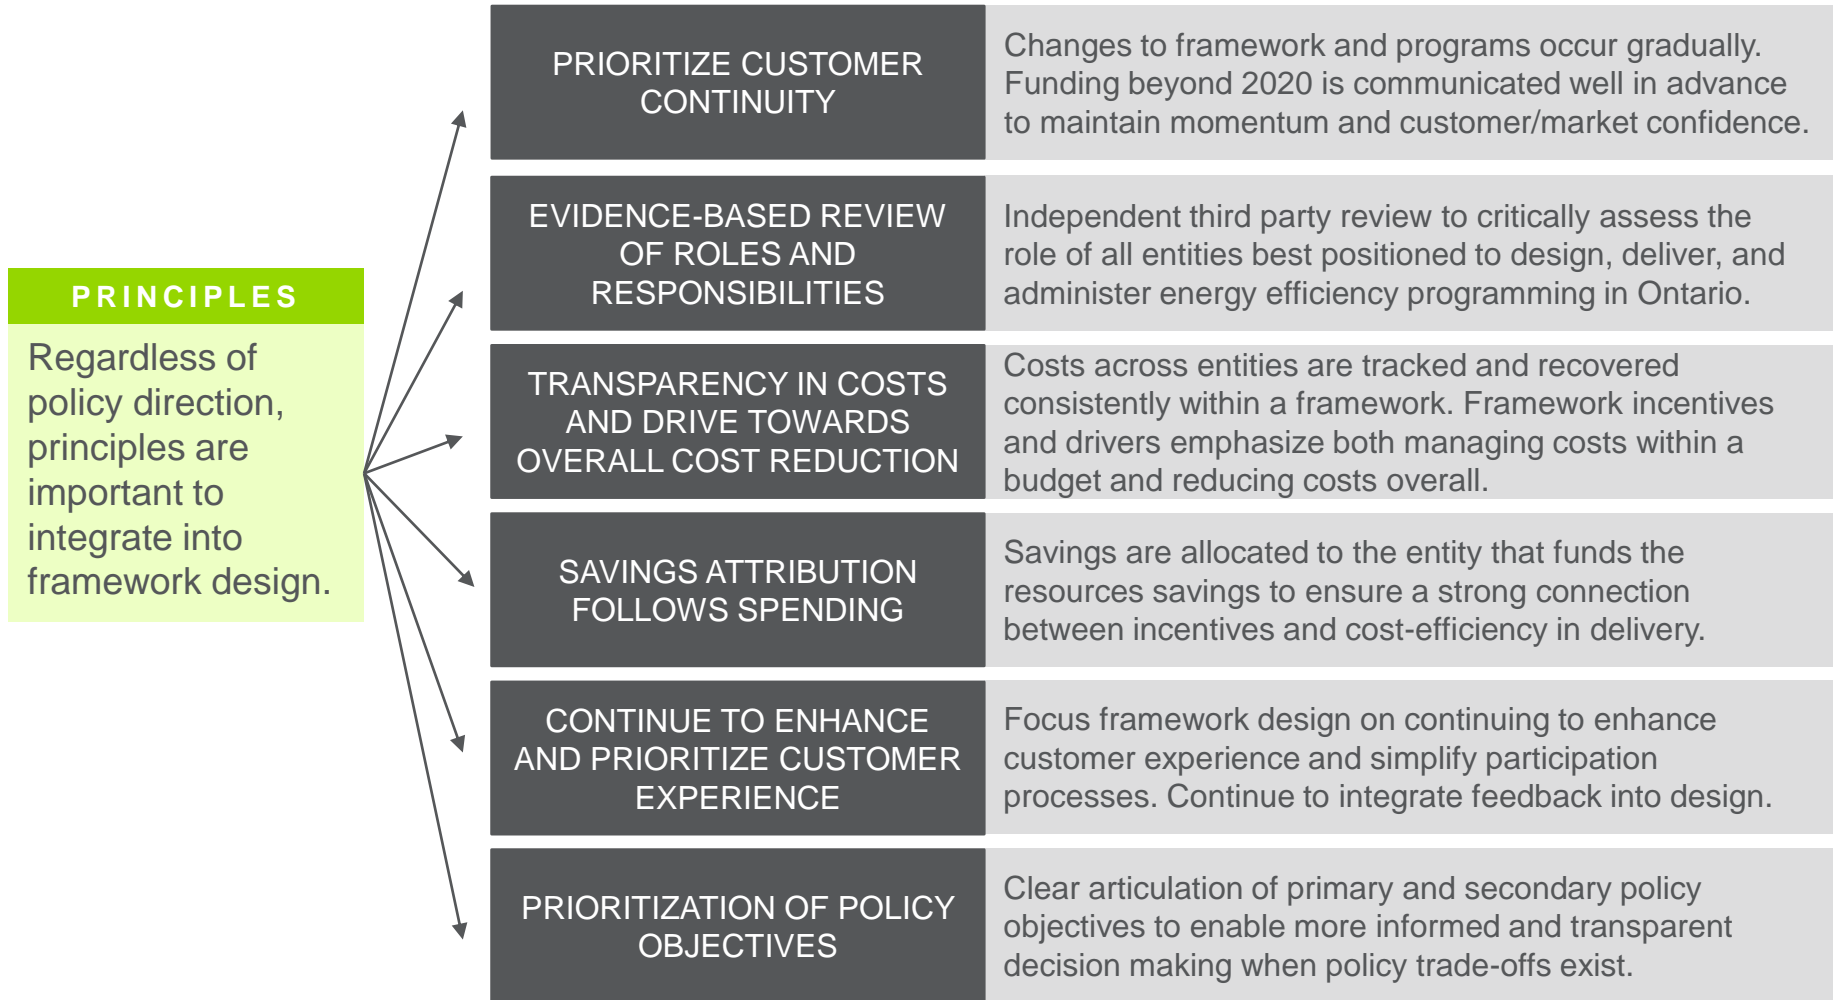 PRINCIPLES
Regardless of
policy direction,
principles are
important to
integrate into
framework design.
PRIORITIZE CUSTOMER
CONTINUITY
Changes to framework and programs occur gradually.
Funding beyond 2020 is communicated well in advance
to maintain momentum and customer/market confidence.
EVIDENCE-BASED REVIEW
OF ROLES AND
RESPONSIBILITIES
Independent third party review to critically assess the
role of all entities best positioned to design, deliver, and
administer energy efficiency programming in Ontario.
TRANSPARENCY IN COSTS
AND DRIVE TOWARDS
OVERALL COST REDUCTION
Costs across entities are tracked and recovered
consistently within a framework. Framework incentives
and drivers emphasize both managing costs within a
budget and reducing costs overall.
SAVINGS ATTRIBUTION
FOLLOWS SPENDING
Savings are allocated to the entity that funds the
resources savings to ensure a strong connection
between incentives and cost-efficiency in delivery.
CONTINUE TO ENHANCE
AND PRIORITIZE CUSTOMER
EXPERIENCE
Focus framework design on continuing to enhance
customer experience and simplify participation
processes. Continue to integrate feedback into design.
PRIORITIZATION OF POLICY
OBJECTIVES
Clear articulation of primary and secondary policy
objectives to enable more informed and transparent
decision making when policy trade-offs exist.